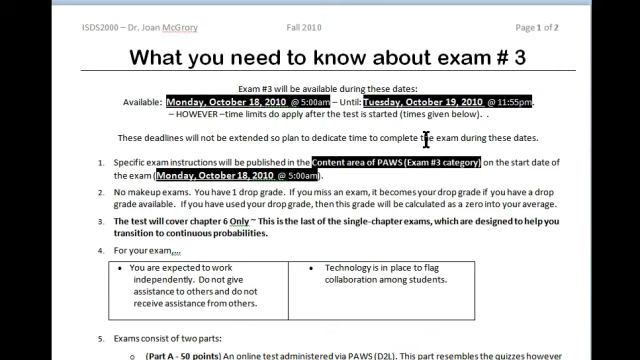 ISDS2000 – Dr. Joan McGrory Fall 2010 Page 1 of 2
What you need to know about exam # 3
Exam #3 will be available during these dates:
Available: Monday, October 18, 2010 @ 5:00am – Until: Tuesday, October 19, 2010 @ 11:55pm.
– HOWEVER –time limits do apply after the test is started (times given below). .
These deadlines will not be extended so plan to dedicate time to complete the exam during these dates.
1. Specific exam instructions will be published in the Content area of PAWS (Exam #3 category) on the start date of
the exam (Monday, October 18, 2010 @ 5:00am).
2. No makeup exams. You have 1 drop grade. If you miss an exam, it becomes your drop grade if you have a drop
grade available. If you have used your drop grade, then this grade will be calculated as a zero into your average.
3. The test will cover chapter 6 Only ~ This is the last of the single-chapter exams, which are designed to help you
transition to continuous probabilities.
4. For your exam,...
• You are expected to work
independently. Do not give
assistance to others and do not
receive assistance from others.
• Technology is in place to flag
collaboration among students.
5. Exams consist of two parts:
o (Part A - 50 points) An online test administered via PAWS (D2L). This part resembles the quizzes however